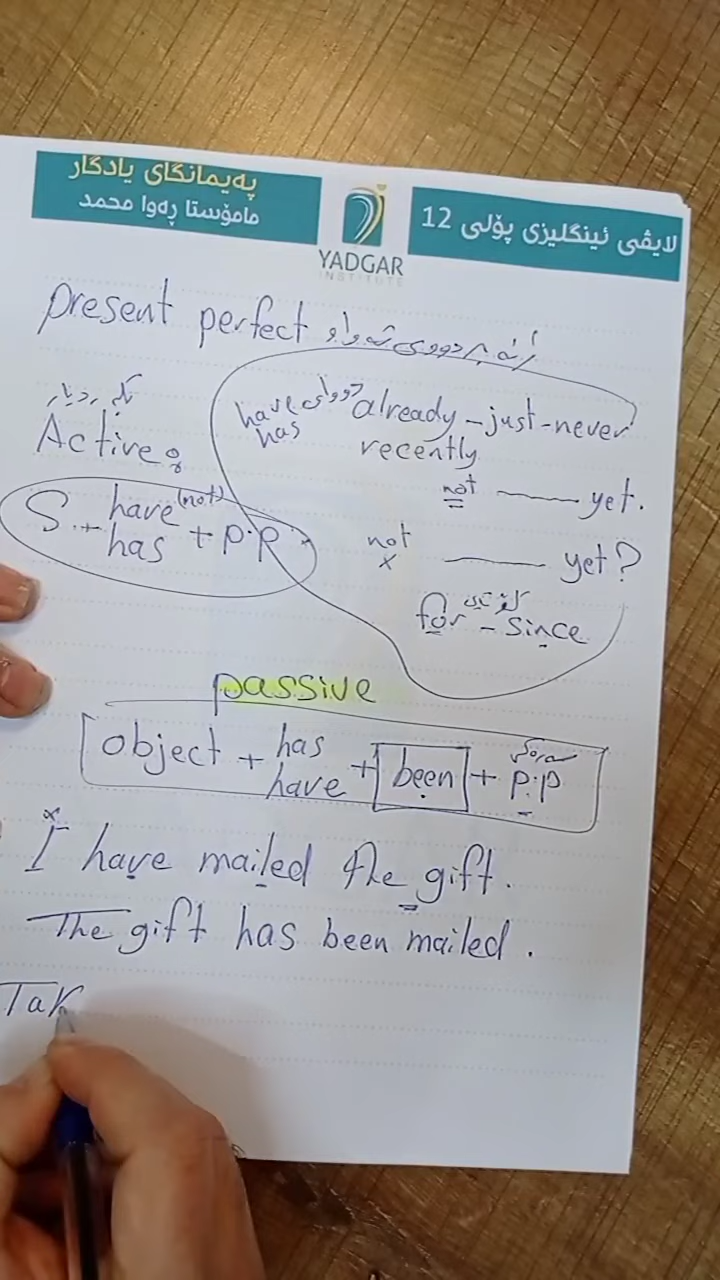 پەیمانگای یادگار
مامۆستا ڕەوا محمد
YADGAR
INSTITUTE
لایڤی ئینگلیزی پۆلی 12
present perfect
Active
S. + have (not) + P.P
has
have
has
already - just - never
recently
not ——— yet.
not x ——— yet?
for - since
passive
object + has + been + p.p
have
I have mailed the gift.
The gift has been mailed.
Tak